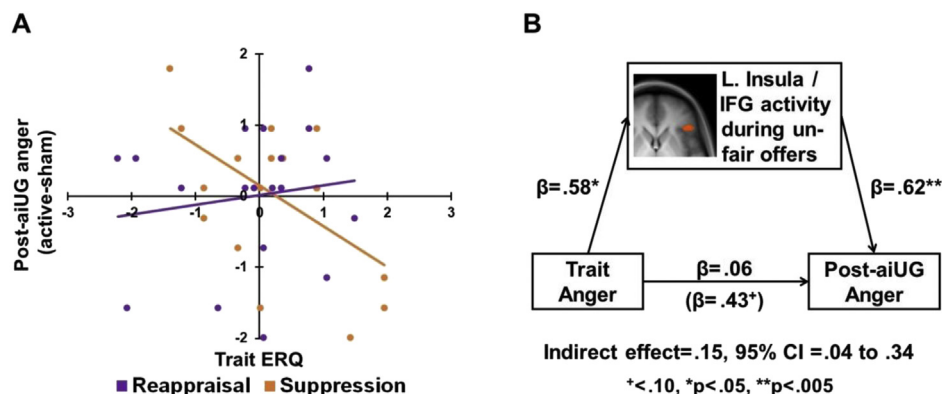 A
Post-aiUG anger
(active-sham)
2
1
0
-1
-2
-3
-2
-1
0
1
2
3
Trait ERQ
Reappraisal
Suppression
B
L. Insula /
IFG activity
during un-
fair offers
β=.58*
β=.62**
Trait
Anger
β=.06
(β=.43⁺)
Post-aiUG
Anger
Indirect effect=.15, 95% CI =.04 to .34
⁺<.10, *p<.05, **p<.005